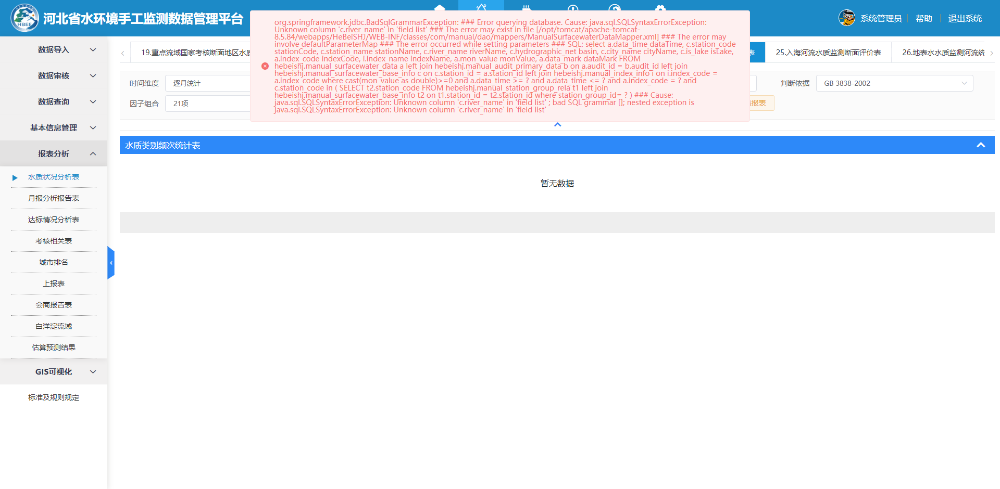 河北省水环境手工监测数据管理平台
系统管理员
帮助
退出系统
org.springframework.jdbc.BadSqlGrammarException: ### Error querying database. Cause: java.sql.SQLSyntaxErrorException:
Unknown column 'c.river_name' in 'field list' ### The error may exist in file [/opt/tomcat/apache-tomcat-
8.5.84/webapps/HeBeiSHJ/WEB-INF/classes/com/manual/dao/mappers/ManualSurfacewaterDataMapper.xml] ### The error may
involve defaultParameterMap ### The error occurred while setting parameters ### SQL: select a.data_time dataTime, c.station_code
stationCode, c.station_name stationName, c.river_name riverName, c.hydrographic_net basin, c.city_name cityName, c.is_lake isLake,
a.index_code indexCode, i.index_name indexName, a.mon_value monValue, a.data_mark dataMark FROM
hebeishj.manual_surfacewater_data a left join hebeishj.manual_audit_primary_data b on a.audit_id = b.audit_id left join
hebeishj.manual_surfacewater_base_info c on c.station_id = a.station_id left join hebeishj.manual_index_info i on i.index_code =
a.index_code where cast(mon_value as double)>=0 and a.data_time >= ? and a.data_time <= ? and a.index_code = ? and
c.station_code in ( SELECT t2.station_code FROM hebeishj.manual_station_group_rela t1 left join
hebeishj.manual_surfacewater_base_info t2 on t1.station_id = t2.station_id where station_group_id= ? ) ### Cause:
java.sql.SQLSyntaxErrorException: Unknown column 'c.river_name' in 'field list' ; bad SQL grammar []; nested exception is
java.sql.SQLSyntaxErrorException: Unknown column 'c.river_name' in 'field list'
数据导入
数据审核
数据查询
基本信息管理
报表分析
水质状况分析表
月报分析报告表
达标情况分析表
考核相关表
城市排名
上报表
会商报告表
白洋淀流域
估算预测结果
GIS可视化
标准及规则规定
19.重点流域国家考核断面地区水质
表
25.入海河流水质监测断面评价表
26.地表水水质监测河流统
时间维度
逐月统计
判断依据
GB 3838-2002
因子组合
21项
报表
水质类别频次统计表
暂无数据